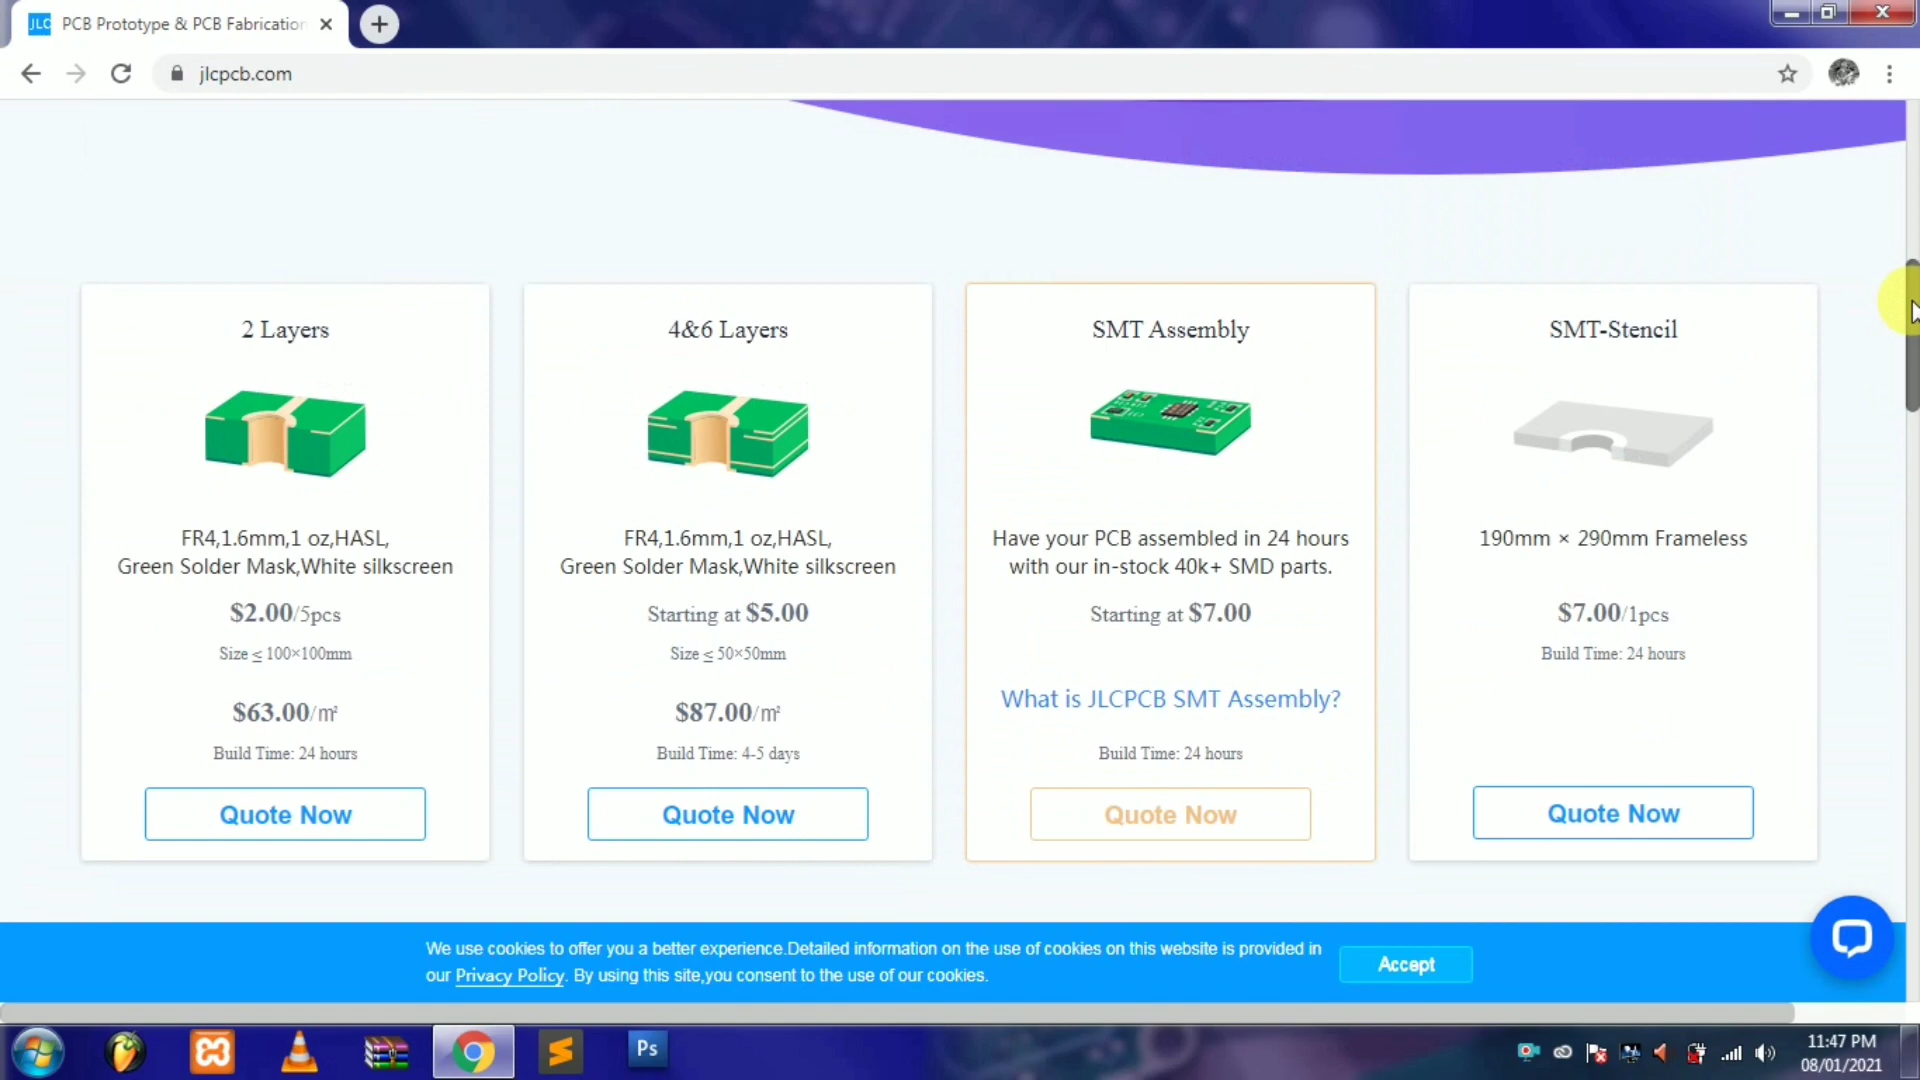 JLC PCB Prototype & PCB Fabrication
jlcpcb.com
2 Layers
FR4,1.6mm,1 oz,HASL,
Green Solder Mask,White silkscreen
$2.00/5pcs
Size ≤ 100×100mm
$63.00/㎡
Build Time: 24 hours
Quote Now
4&6 Layers
FR4,1.6mm,1 oz,HASL,
Green Solder Mask,White silkscreen
Starting at $5.00
Size ≤ 50×50mm
$87.00/㎡
Build Time: 4-5 days
Quote Now
SMT Assembly
Have your PCB assembled in 24 hours
with our in-stock 40k+ SMD parts.
Starting at $7.00
What is JLCPCB SMT Assembly?
Build Time: 24 hours
Quote Now
SMT-Stencil
190mm × 290mm Frameless
$7.00/1pcs
Build Time: 24 hours
Quote Now
We use cookies to offer you a better experience.Detailed information on the use of cookies on this website is provided in
our Privacy Policy. By using this site,you consent to the use of our cookies.
Accept
Ps
11:47 PM
08/01/2021